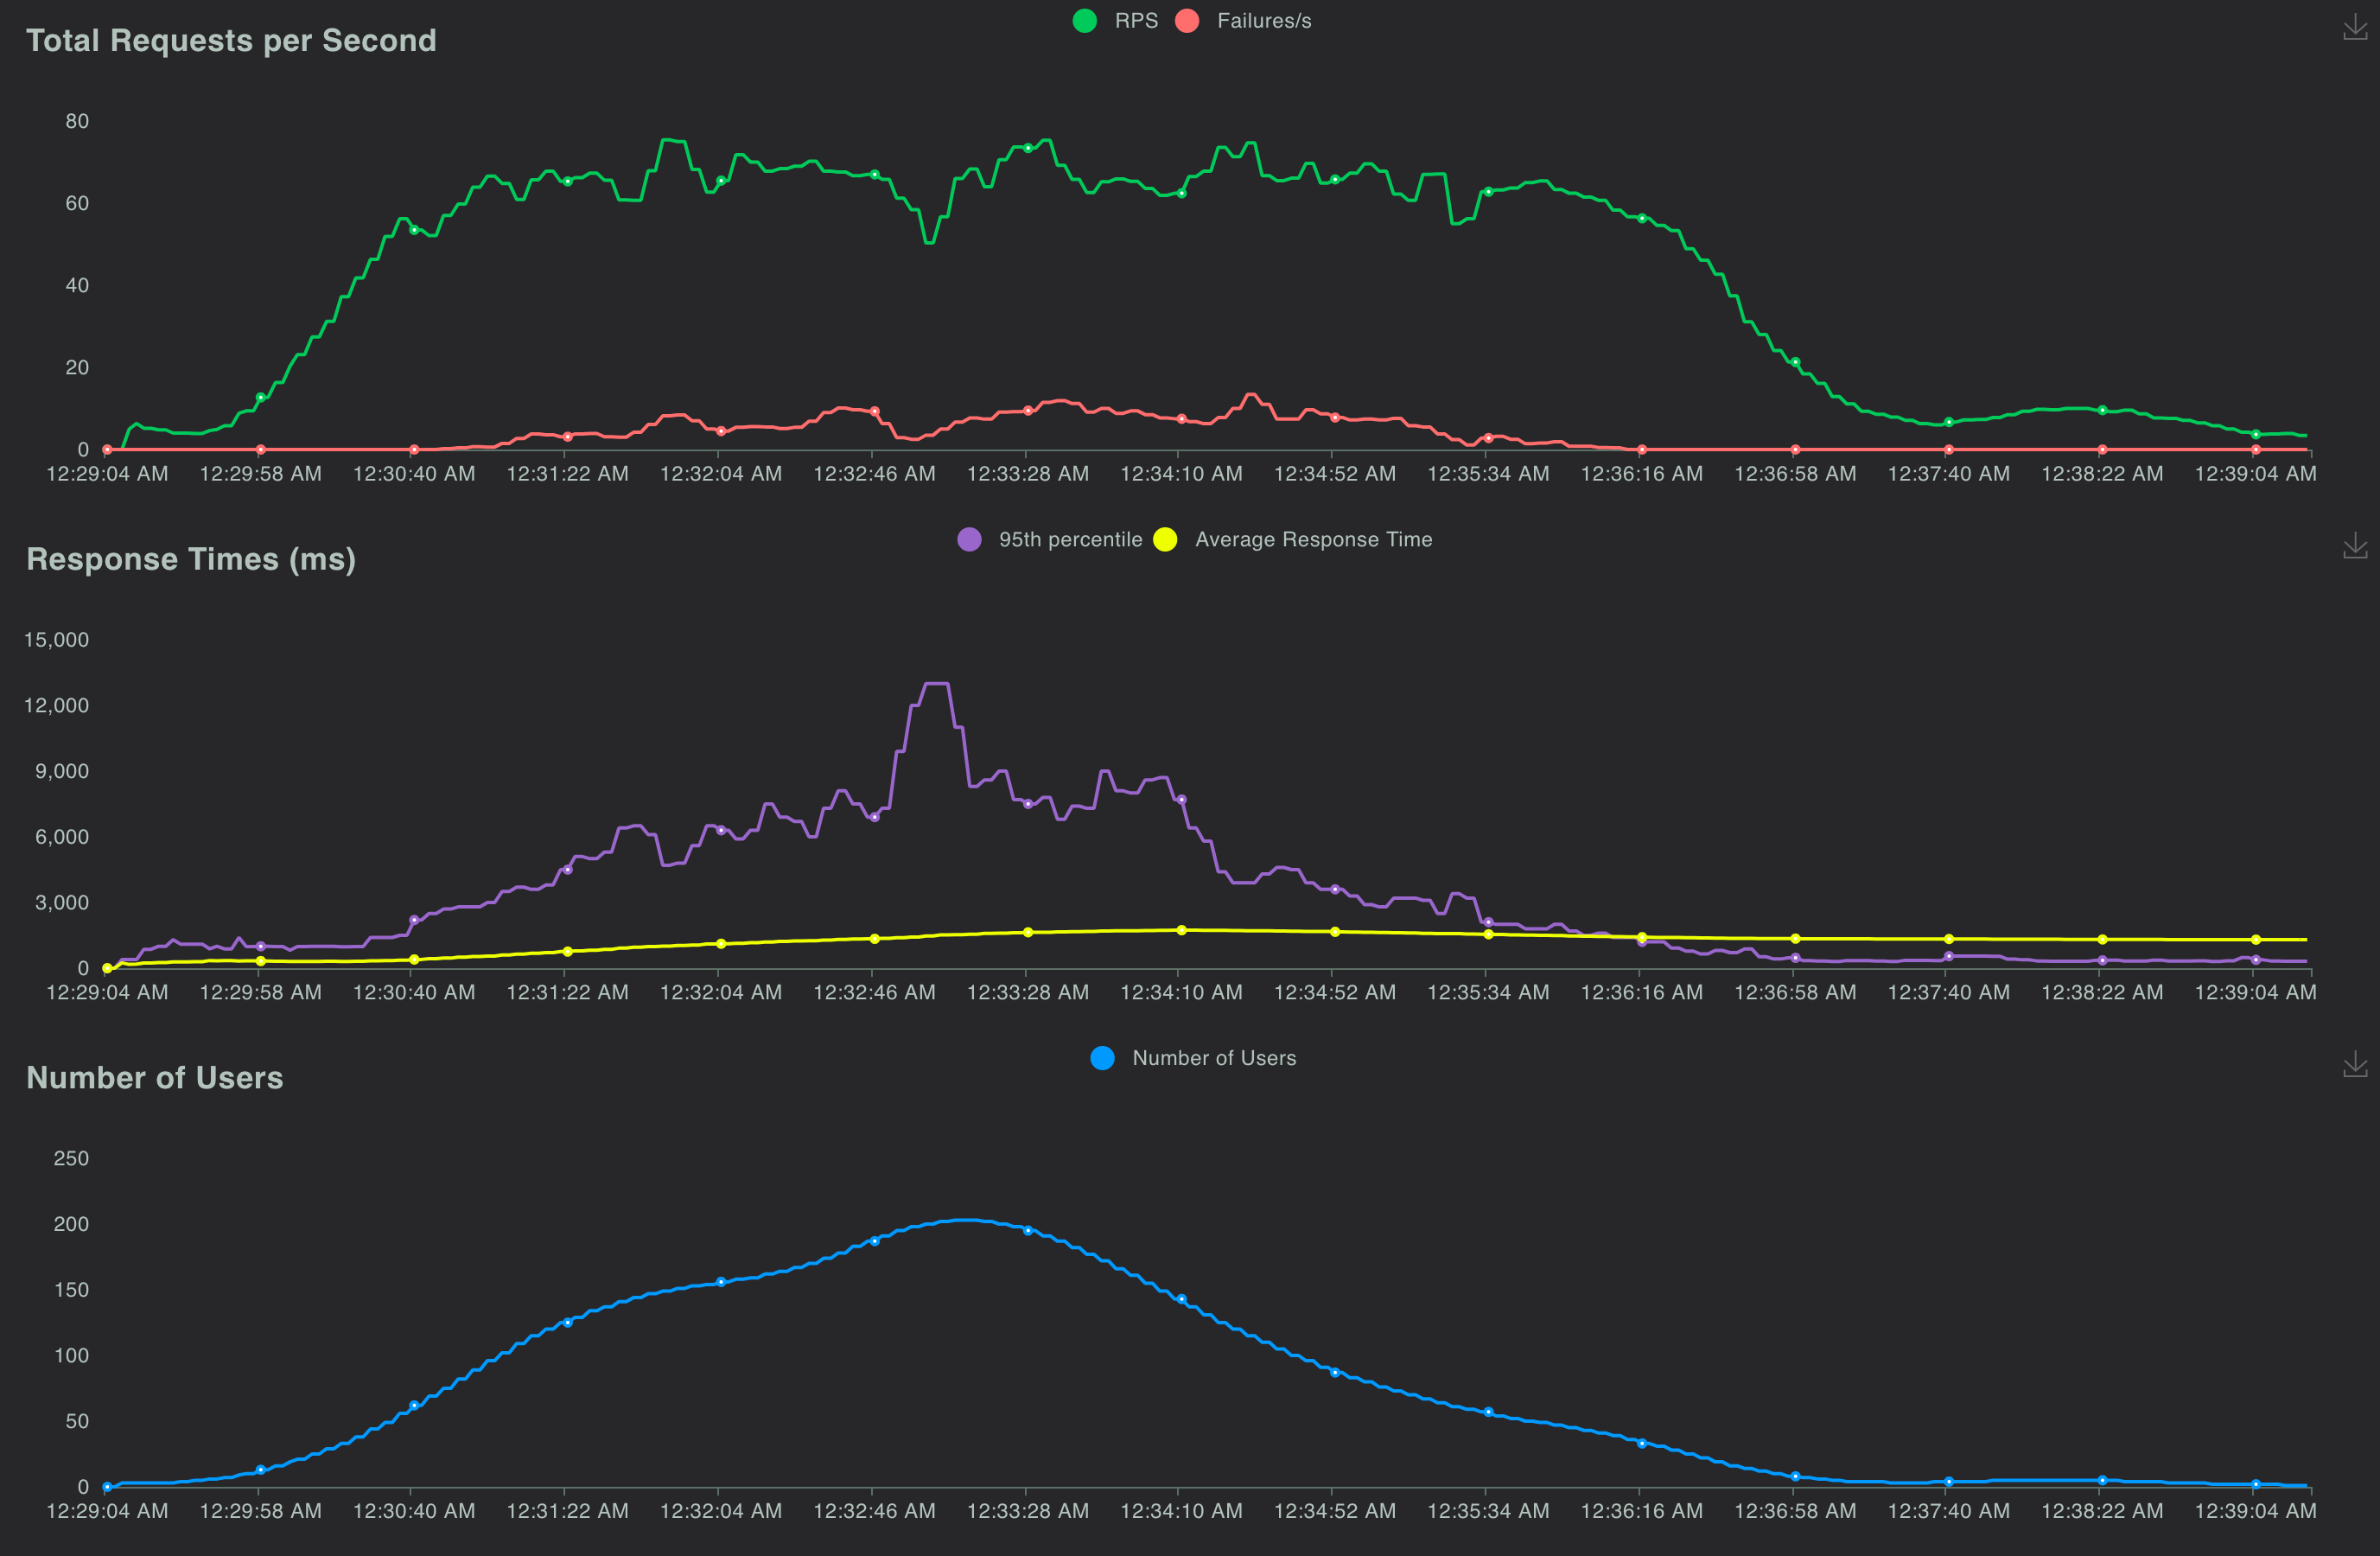 RPS Failures/s
Total Requests per Second
80
60
40
20
0
12:29:04 AM 12:29:58 AM 12:30:40 AM 12:31:22 AM 12:32:04 AM 12:32:46 AM 12:33:28 AM 12:34:10 AM 12:34:52 AM 12:35:34 AM 12:36:16 AM 12:36:58 AM 12:37:40 AM 12:38:22 AM 12:39:04 AM
95th percentile Average Response Time
Response Times (ms)
15,000
12,000
9,000
6,000
3,000
0
12:29:04 AM 12:29:58 AM 12:30:40 AM 12:31:22 AM 12:32:04 AM 12:32:46 AM 12:33:28 AM 12:34:10 AM 12:34:52 AM 12:35:34 AM 12:36:16 AM 12:36:58 AM 12:37:40 AM 12:38:22 AM 12:39:04 AM
Number of Users
Number of Users
250
200
150
100
50
0
12:29:04 AM 12:29:58 AM 12:30:40 AM 12:31:22 AM 12:32:04 AM 12:32:46 AM 12:33:28 AM 12:34:10 AM 12:34:52 AM 12:35:34 AM 12:36:16 AM 12:36:58 AM 12:37:40 AM 12:38:22 AM 12:39:04 AM